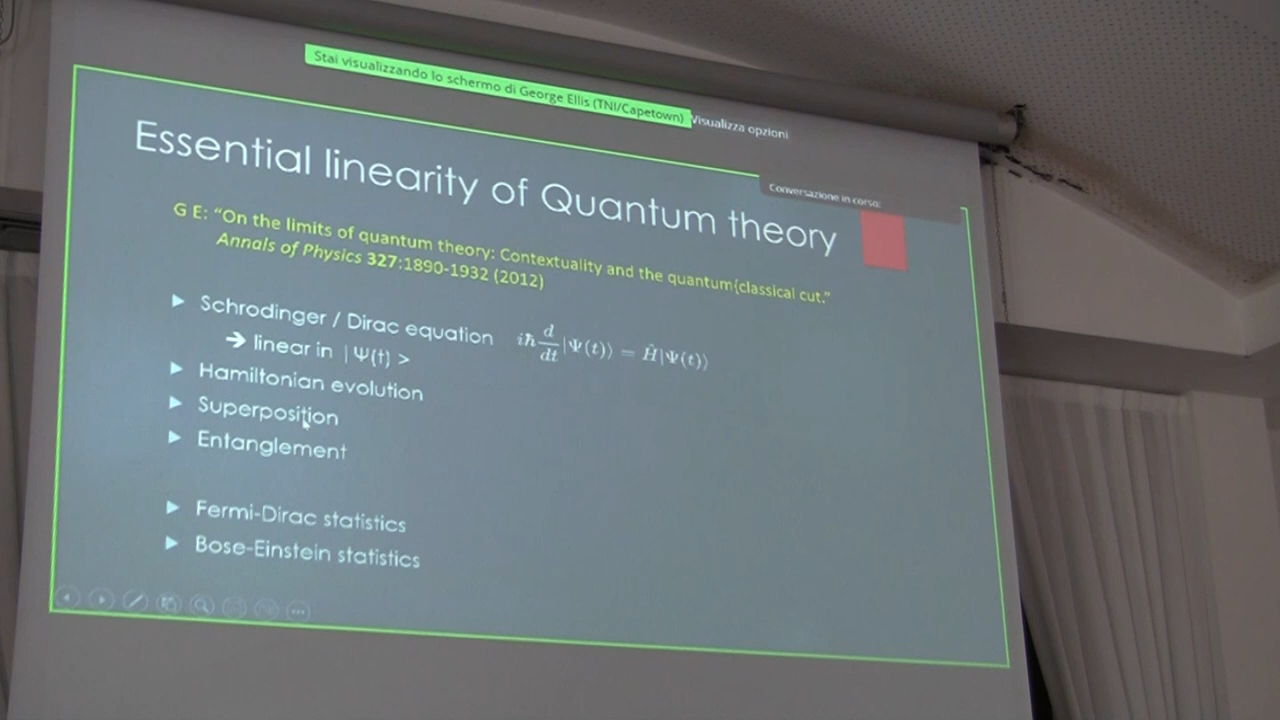 Stai visualizzando lo schermo di George Ellis (TNI/Capetown) Visualizza opzioni
Conversazione in corso:
Essential linearity of Quantum theory
G E: “On the limits of quantum theory: Contextuality and the quantum{classical cut.”
Annals of Physics 327:1890-1932 (2012)
► Schrodinger / Dirac equation iħ d/dt |Ψ(t)⟩ = Ĥ|Ψ(t)⟩
➔ linear in | Ψ(t) >
► Hamiltonian evolution
► Superposition
► Entanglement
► Fermi-Dirac statistics
► Bose-Einstein statistics